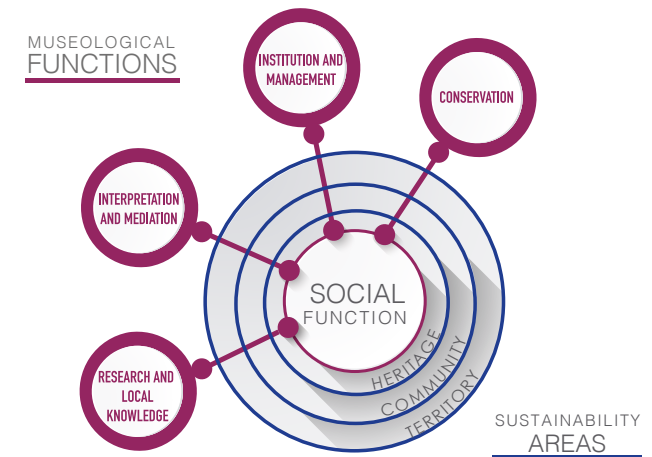 MUSEOLOGICAL
FUNCTIONS
INSTITUTION AND
MANAGEMENT
CONSERVATION
INTERPRETATION
AND MEDIATION
SOCIAL
FUNCTION
RESEARCH AND
LOCAL
KNOWLEDGE
HERITAGE
COMMUNITY
TERRITORY
SUSTAINABILITY
AREAS